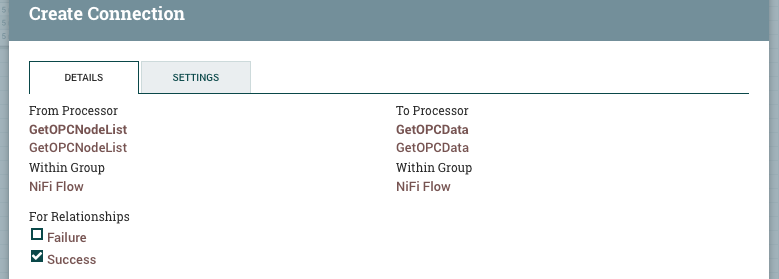 Create Connection
DETAILS
SETTINGS
From Processor
GetOPCNodeList
GetOPCNodeList
Within Group
NiFi Flow
To Processor
GetOPCData
GetOPCData
Within Group
NiFi Flow
For Relationships
Failure
Success